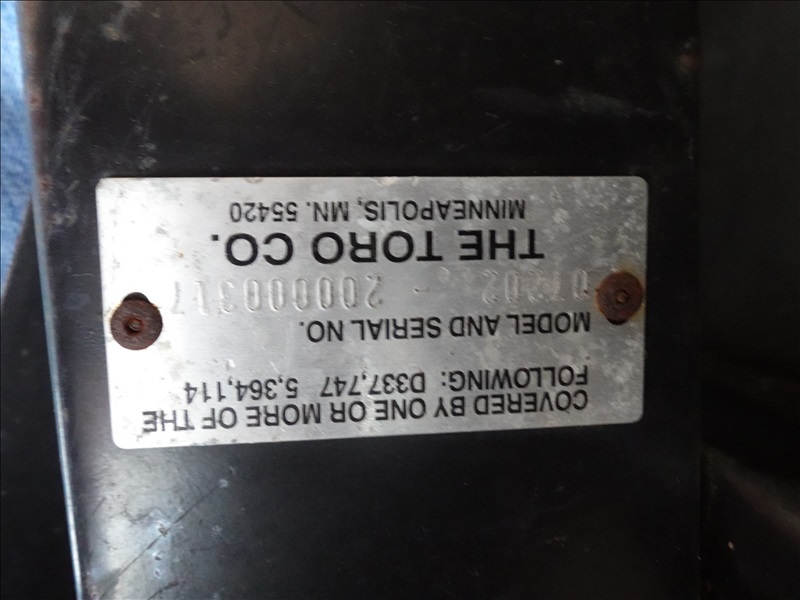 COVERED BY ONE OR MORE OF THE
FOLLOWING: D337,747 5,364,114
MODEL AND SERIAL NO.
07202 - 200000317
THE TORO CO.
MINNEAPOLIS, MN. 55420